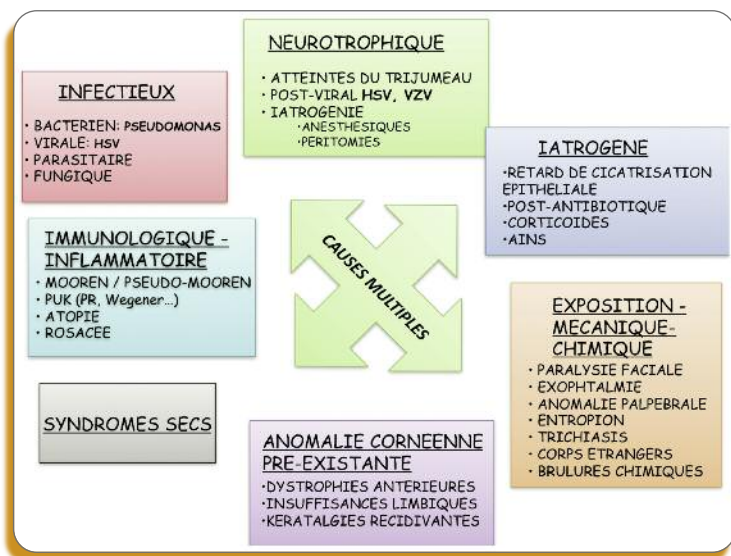 NEUROTROPHIQUE
• ATTEINTES DU TRIJUMEAU
• POST-VIRAL HSV, VZV
• IATROGENIE
•ANESTHESIQUES
•PERITOMIES
INFECTIEUX
• BACTERIEN: PSEUDOMONAS
• VIRALE: HSV
• PARASITAIRE
• FUNGIQUE
IATROGENE
•RETARD DE CICATRISATION
EPITHELIALE
•POST-ANTIBIOTIQUE
•CORTICOIDES
•AINS
IMMUNOLOGIQUE -
INFLAMMATOIRE
• MOOREN / PSEUDO-MOOREN
• PUK (PR, Wegener...)
• ATOPIE
• ROSACEE
CAUSES MULTIPLES
EXPOSITION -
MECANIQUE-
CHIMIQUE
• PARALYSIE FACIALE
• EXOPHTALMIE
• ANOMALIE PALPEBRALE
• ENTROPION
• TRICHIASIS
• CORPS ETRANGERS
• BRULURES CHIMIQUES
SYNDROMES SECS
ANOMALIE CORNEENNE
PRE-EXISTANTE
•DYSTROPHIES ANTERIEURES
•INSUFFISANCES LIMBIQUES
•KERATALGIES RECIDIVANTES